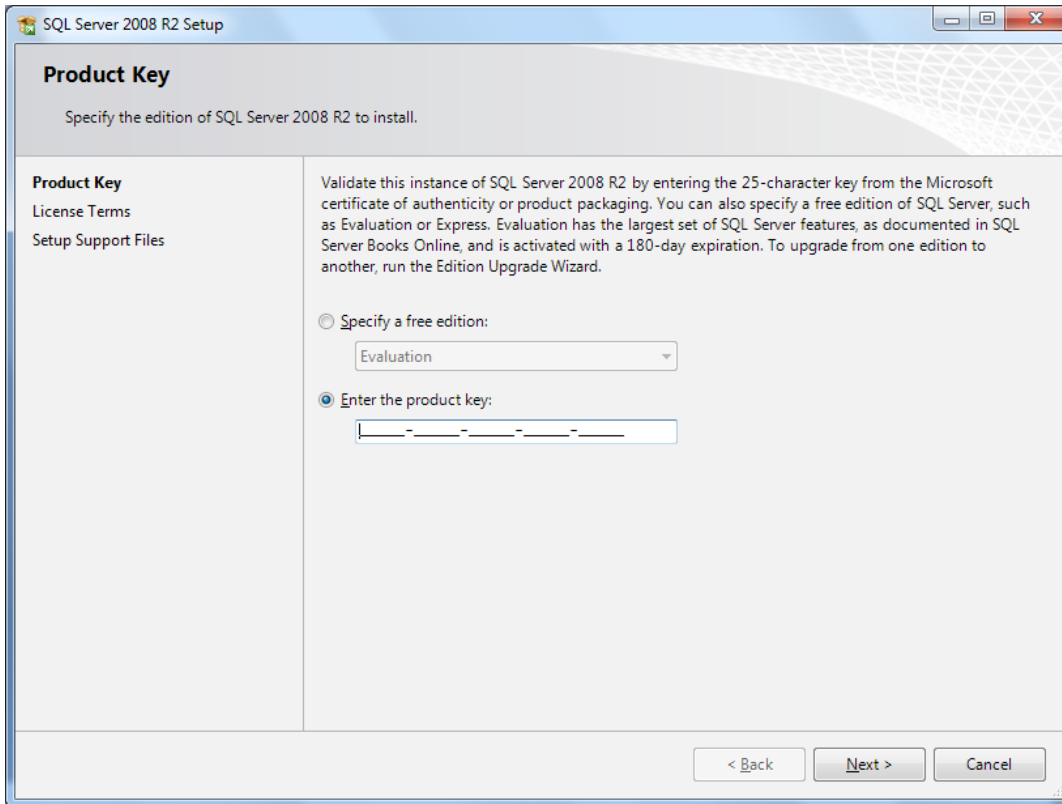 SQL Server 2008 R2 Setup
Product Key
Specify the edition of SQL Server 2008 R2 to install.
Product Key
License Terms
Setup Support Files
Validate this instance of SQL Server 2008 R2 by entering the 25-character key from the Microsoft
certificate of authenticity or product packaging. You can also specify a free edition of SQL Server, such
as Evaluation or Express. Evaluation has the largest set of SQL Server features, as documented in SQL
Server Books Online, and is activated with a 180-day expiration. To upgrade from one edition to
another, run the Edition Upgrade Wizard.
Specify a free edition:
Evaluation
Enter the product key:
_____-_____-_____-_____-_____
< Back
Next >
Cancel